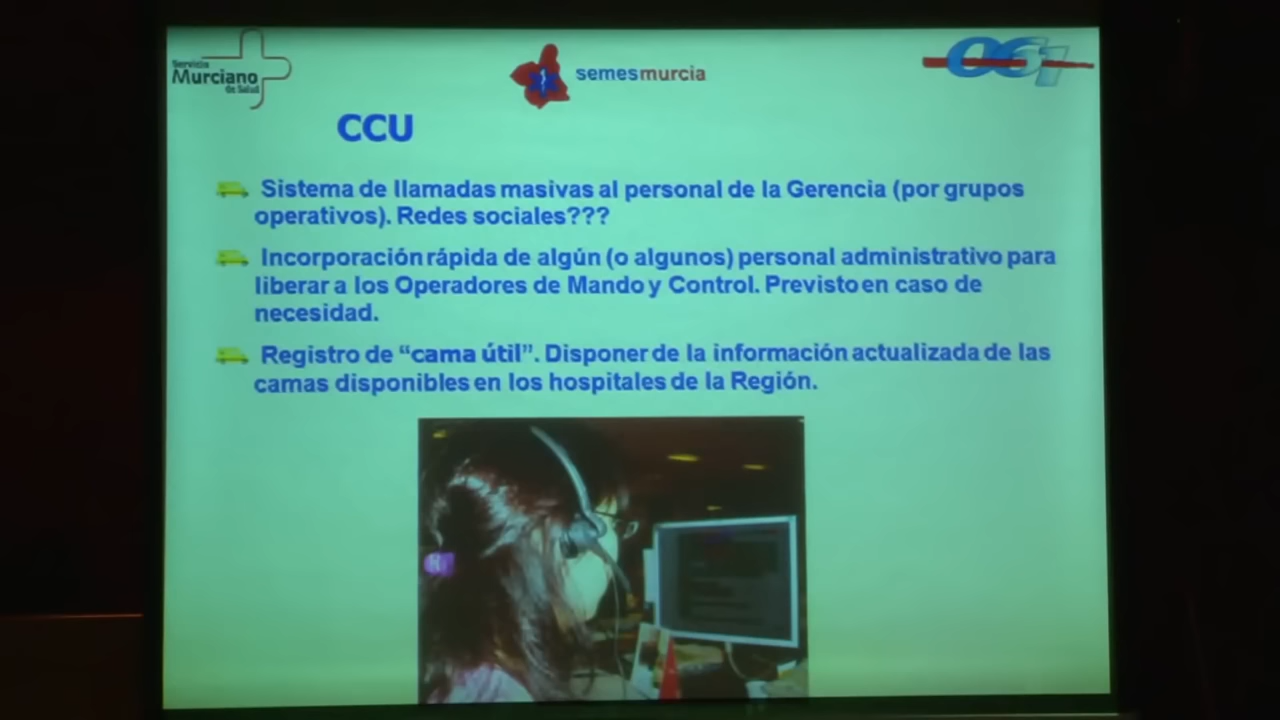 Servicio
Murciano
de Salud
semesmurcia
061
CCU
Sistema de llamadas masivas al personal de la Gerencia (por grupos
operativos). Redes sociales???
Incorporación rápida de algún (o algunos) personal administrativo para
liberar a los Operadores de Mando y Control. Previsto en caso de
necesidad.
Registro de “cama útil”. Disponer de la información actualizada de las
camas disponibles en los hospitales de la Región.